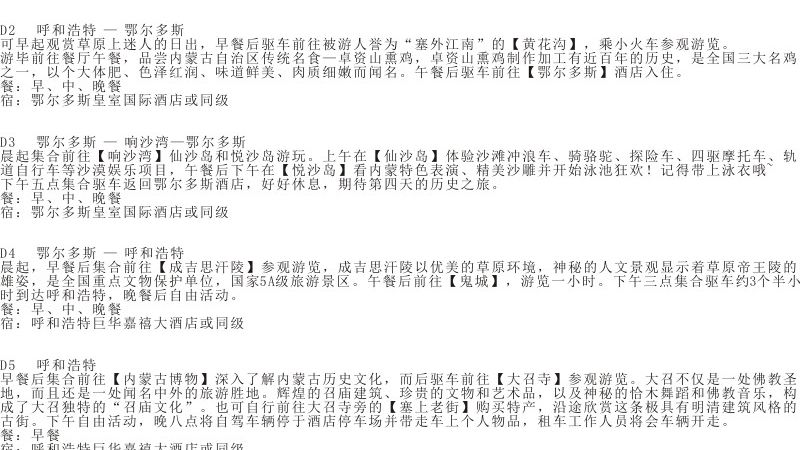 D2 呼和浩特 — 鄂尔多斯
可早起观赏草原上迷人的日出，早餐后驱车前往被游人誉为“塞外江南”的【黄花沟】，乘小火车参观游览。
游毕前往餐厅午餐，品尝内蒙古自治区传统名食—卓资山熏鸡，卓资山熏鸡制作加工有近百年的历史，是全国三大名鸡
之一，以个大体肥、色泽红润、味道鲜美、肉质细嫩而闻名。午餐后驱车前往【鄂尔多斯】酒店入住。
餐：早、中、晚餐
宿：鄂尔多斯皇室国际酒店或同级
D3 鄂尔多斯 — 响沙湾—鄂尔多斯
晨起集合前往【响沙湾】仙沙岛和悦沙岛游玩。上午在【仙沙岛】体验沙滩冲浪车、骑骆驼、探险车、四驱摩托车、轨
道自行车等沙漠娱乐项目，午餐后下午在【悦沙岛】看内蒙特色表演、精美沙雕并开始泳池狂欢！记得带上泳衣哦~
下午五点集合驱车返回鄂尔多斯酒店，好好休息，期待第四天的历史之旅。
餐：早、中、晚餐
宿：鄂尔多斯皇室国际酒店或同级
D4 鄂尔多斯 — 呼和浩特
晨起，早餐后集合前往【成吉思汗陵】参观游览，成吉思汗以优美的草原环境，神秘的人文景观显示着草原帝王陵的
雄姿，是全国重点文物保护单位，国家5A级旅游景区。午餐后前往【鬼城】，游览一小时。下午三点集合驱车约3个半小
时到达呼和浩特，晚餐后自由活动。
餐：早、中、晚餐
宿：呼和浩特巨华嘉禧大酒店或同级
D5 呼和浩特
早餐后集合前往【内蒙古博物】深入了解内蒙古历史文化，而后驱车前往【大召寺】参观游览。大召不仅是一处佛教圣
地，而且还是一处闻名中外的旅游胜地。辉煌的召庙建筑、珍贵的文物和艺术品，以及神秘的恰木舞蹈和佛教音乐，构
成了大召独特的“召庙文化”。也可自行前往大召寺旁的【塞上老街】购买特产，沿途欣赏这条极具有明清建筑风格的
古街。下午自由活动，晚八点将自驾车辆停于酒店停车场并带走车上个人物品，租车工作人员将会车辆开走。
餐：早餐
宿：呼和浩特巨华嘉禧大酒店或同级